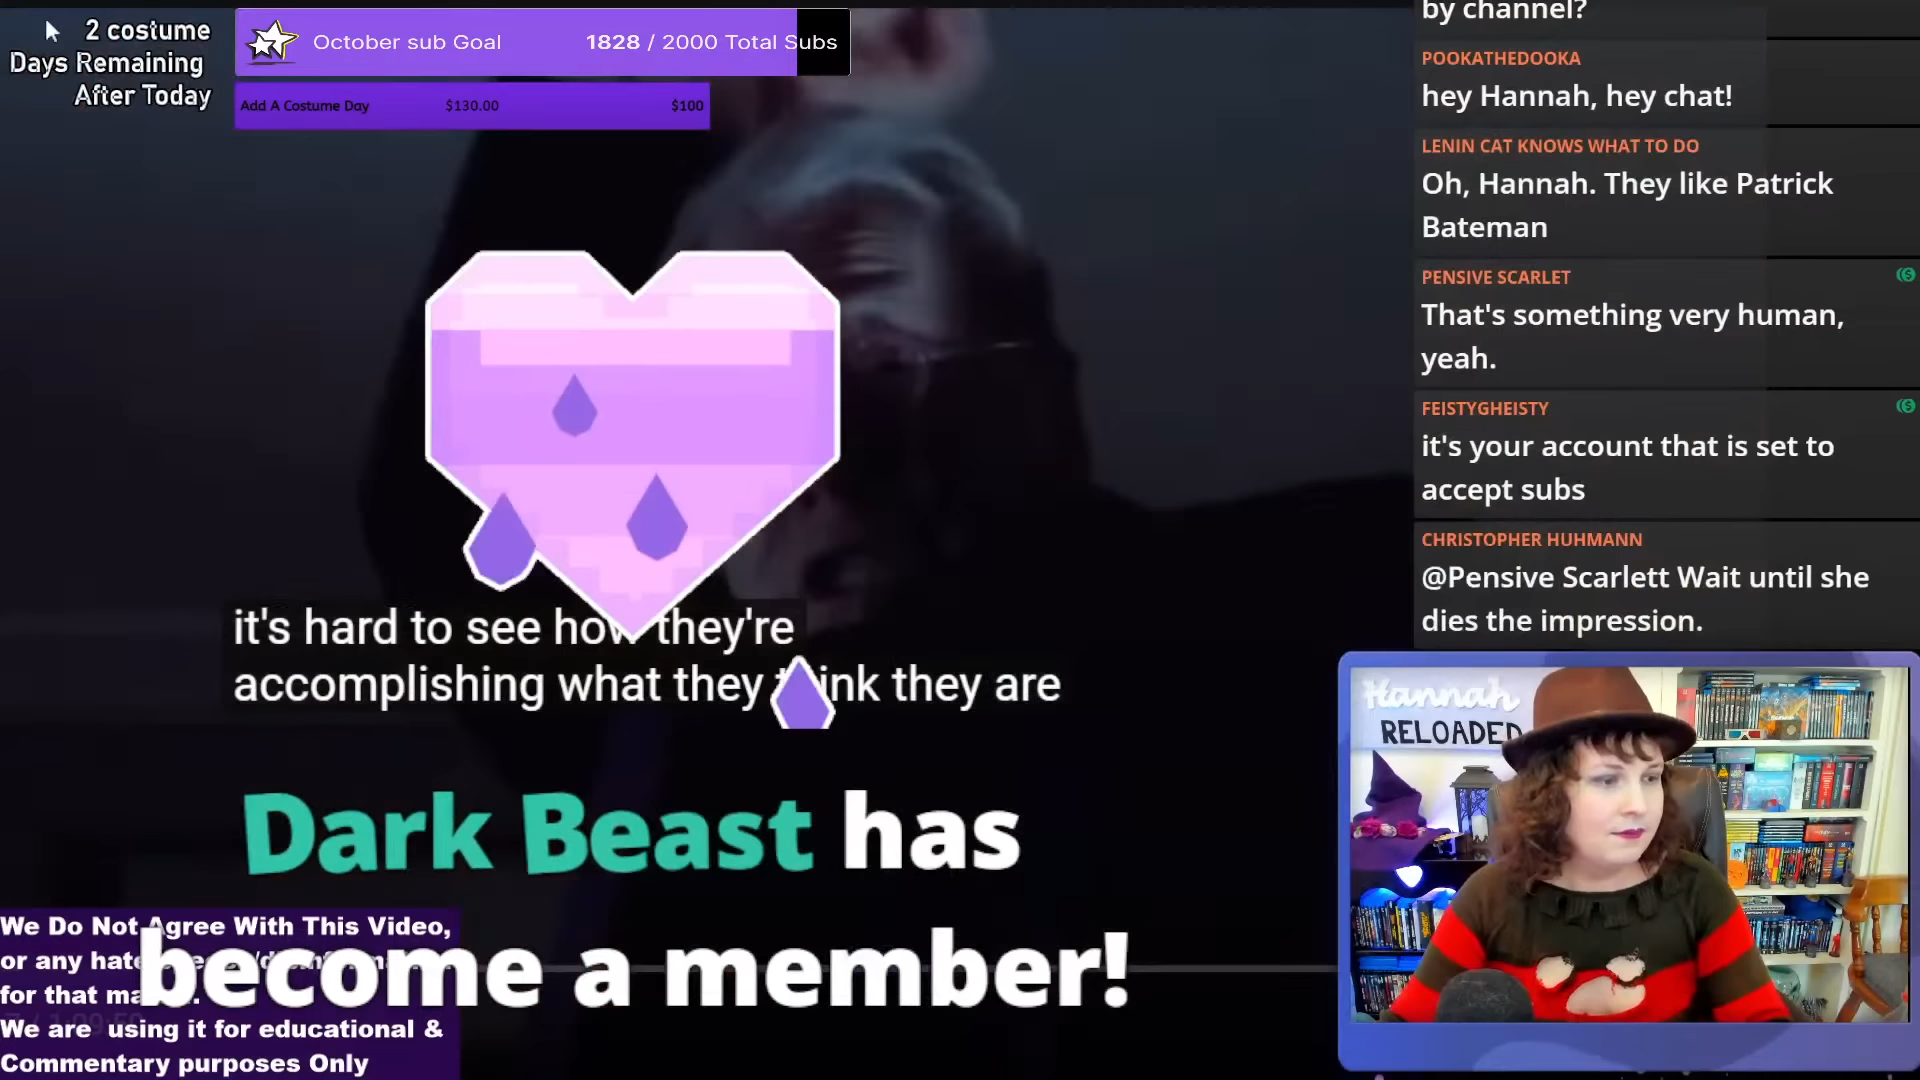 2 costume
Days Remaining
After Today
October sub Goal 1828 / 2000 Total Subs
Add A Costume Day $130.00 $100
by channel?
POOKATHEDOOKA
hey Hannah, hey chat!
LENIN CAT KNOWS WHAT TO DO
Oh, Hannah. They like Patrick
Bateman
PENSIVE SCARLET
That's something very human,
yeah.
FEISTYGHEISTY
it's your account that is set to
accept subs
CHRISTOPHER HUHMANN
@Pensive Scarlett Wait until she
dies the impression.
it's hard to see how they're
accomplishing what they think they are
Dark Beast has
become a member!
We Do Not Agree With This Video,
or any hate
for that
We are using it for educational &
Commentary purposes Only
Hannah
RELOADED